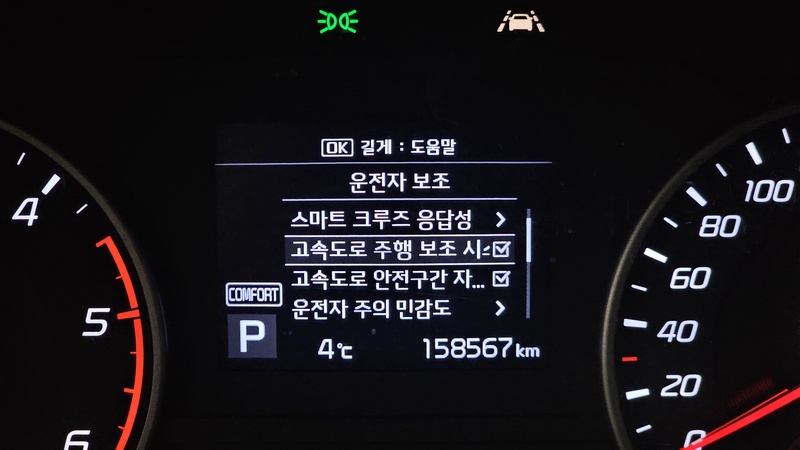 OK 길게 : 도움말
운전자 보조
스마트 크루즈 응답성
고속도로 주행 보조 시
고속도로 안전구간 자...
운전자 주의 민감도
COMFORT
P
4℃
158567 km
4
5
6
100
80
60
40
20
0